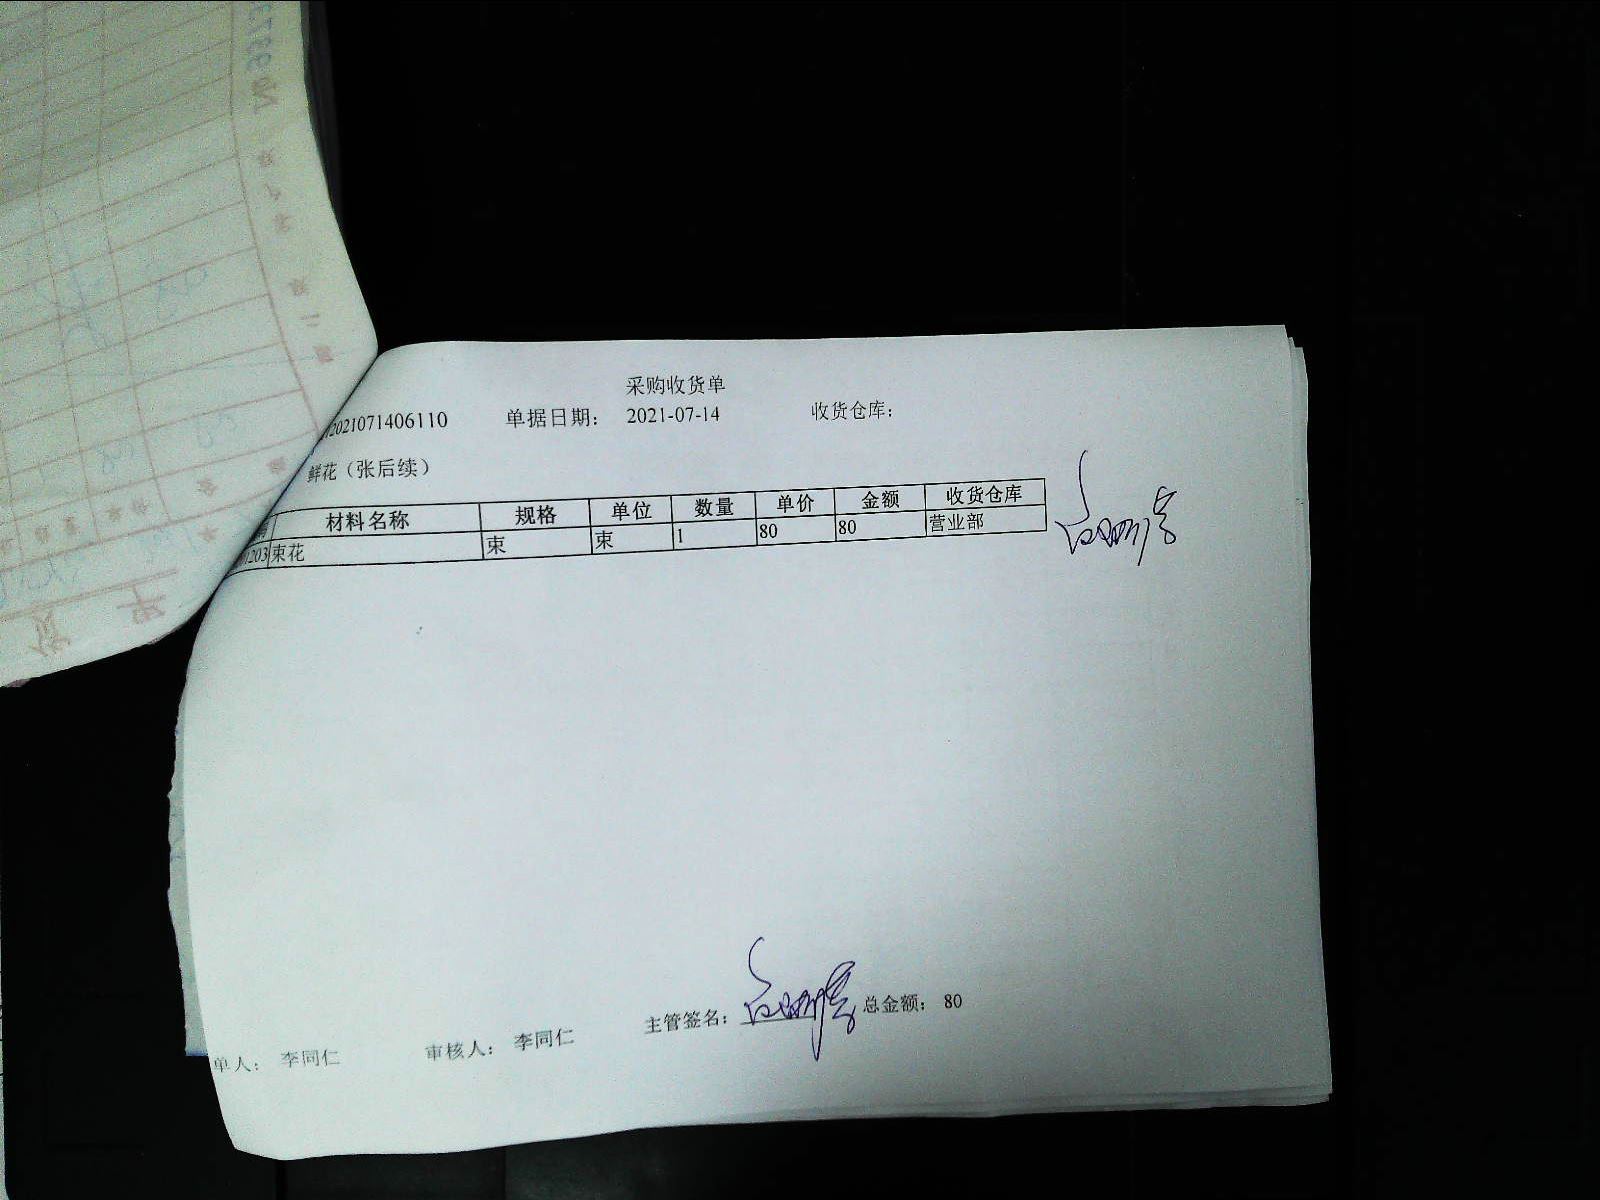 采购收货单
2021071406110 单据日期： 2021-07-14 收货仓库：
鲜花（张后续）
材料名称 规格 单位 数量 单价 金额 收货仓库
1203 束花 束 束 1 80 80 营业部
主管签名： 总金额： 80
单人： 李同仁 审核人： 李同仁